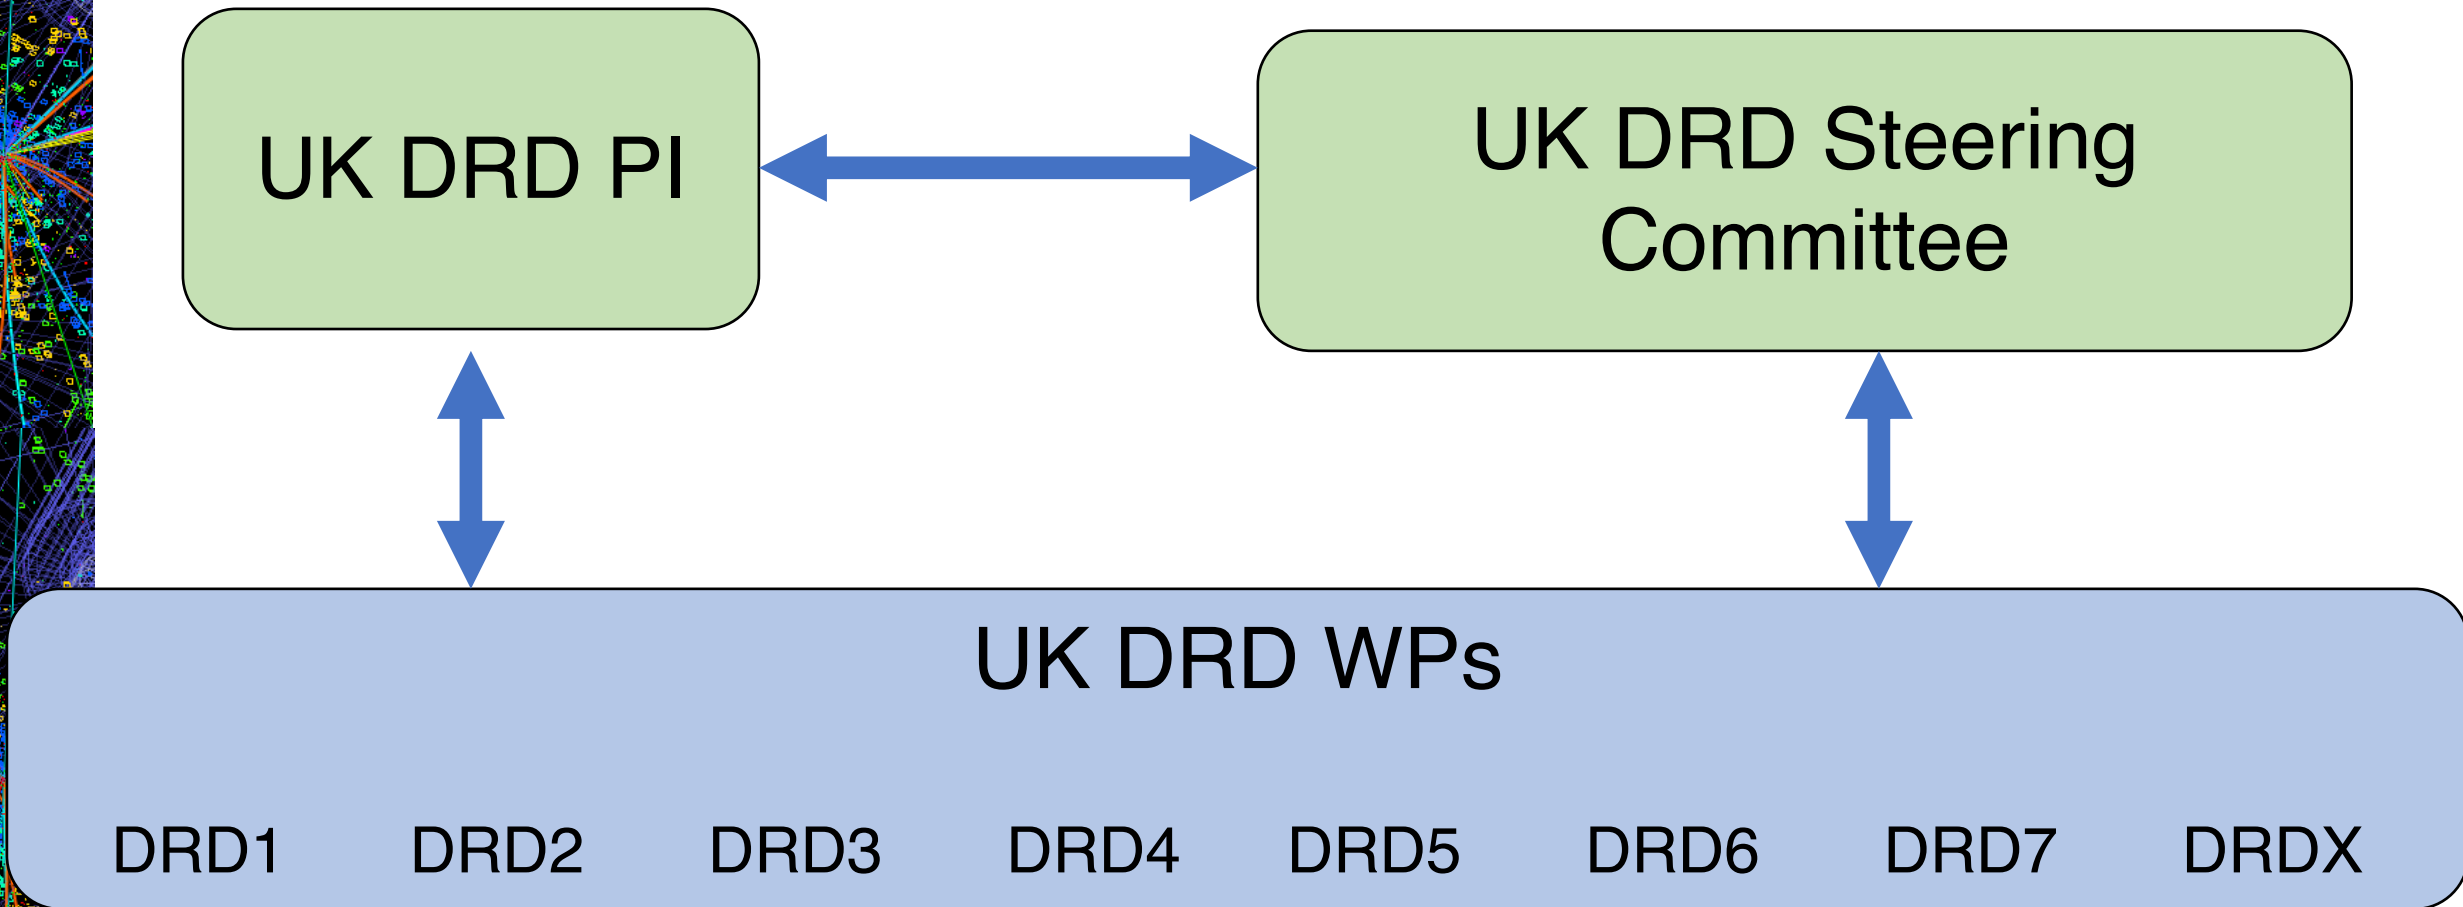 UK DRD PI
UK DRD Steering
Committee
UK DRD WPs
DRD1 DRD2 DRD3 DRD4 DRD5 DRD6 DRD7 DRDX